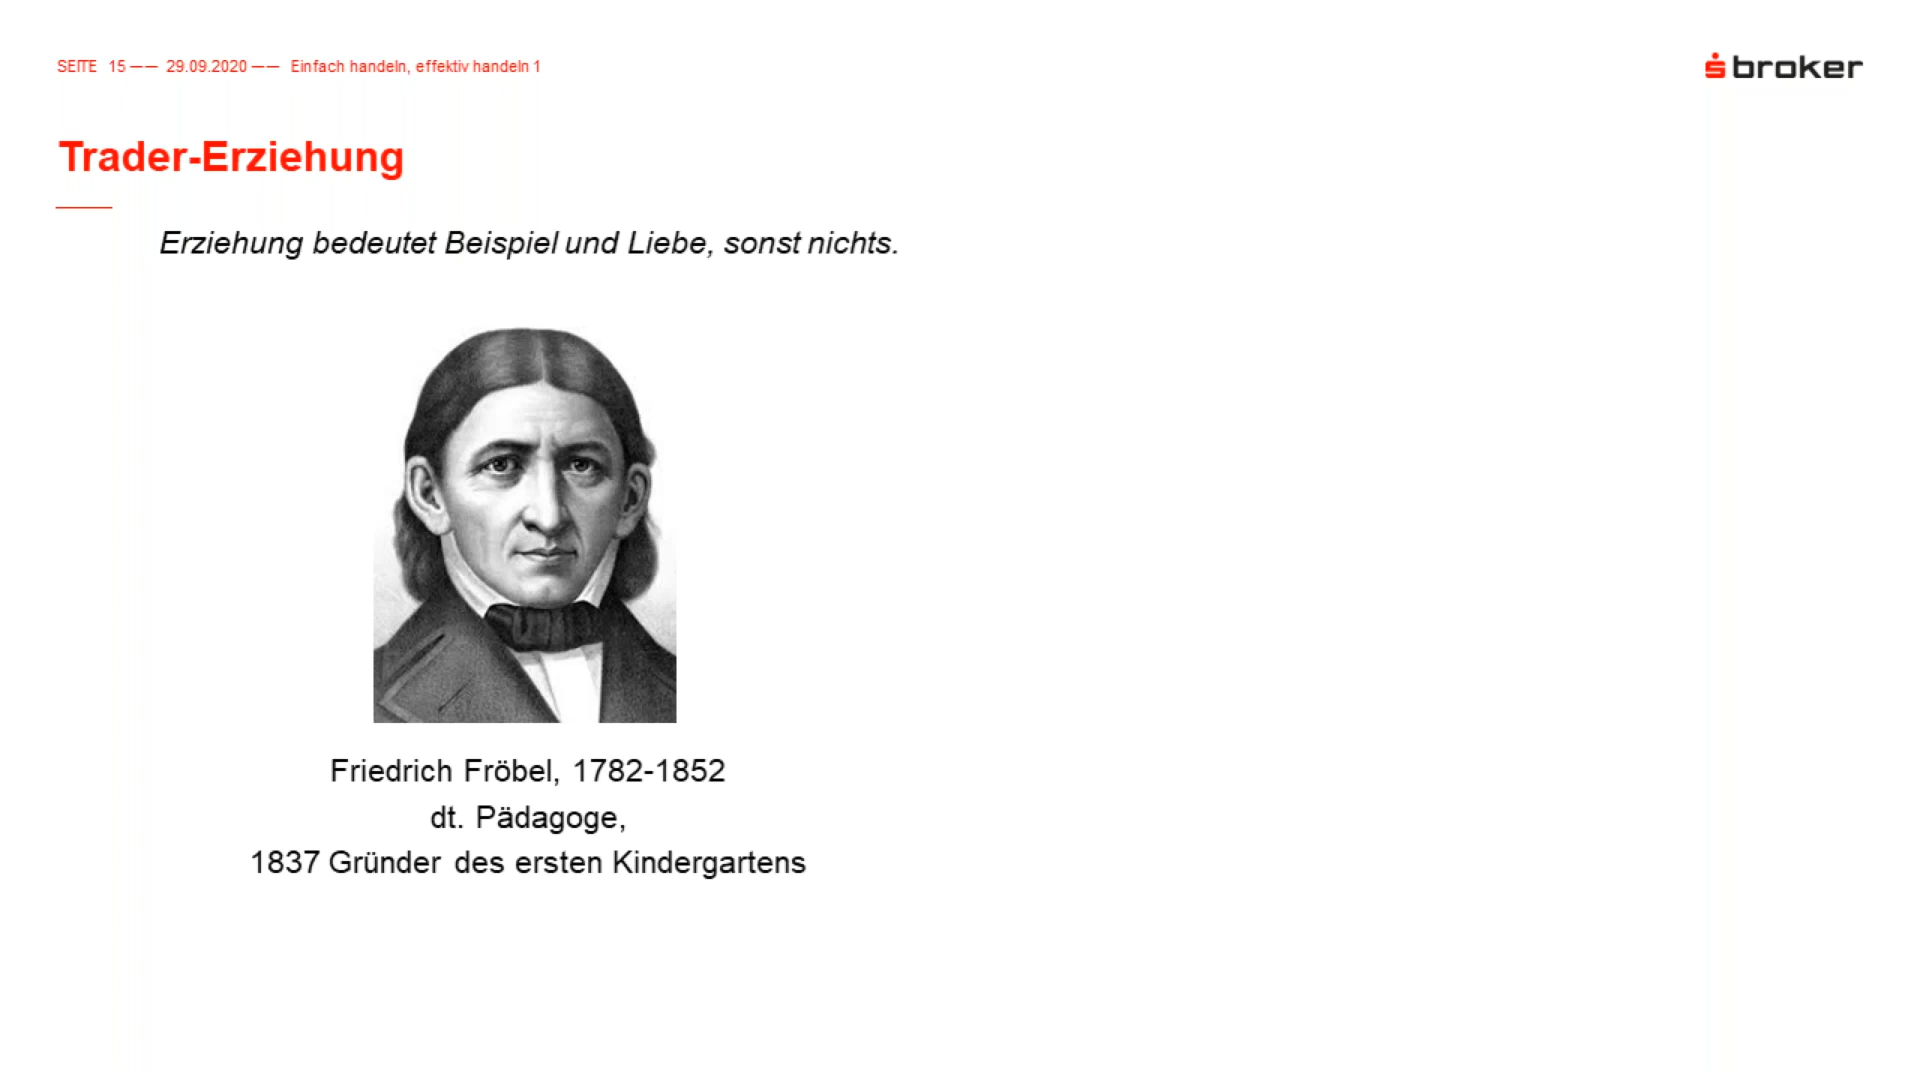 SEITE 15 —— 29.09.2020 —— Einfach handeln, effektiv handeln 1
broker
Trader-Erziehung
Erziehung bedeutet Beispiel und Liebe, sonst nichts.
Friedrich Fröbel, 1782-1852
dt. Pädagoge,
1837 Gründer des ersten Kindergartens